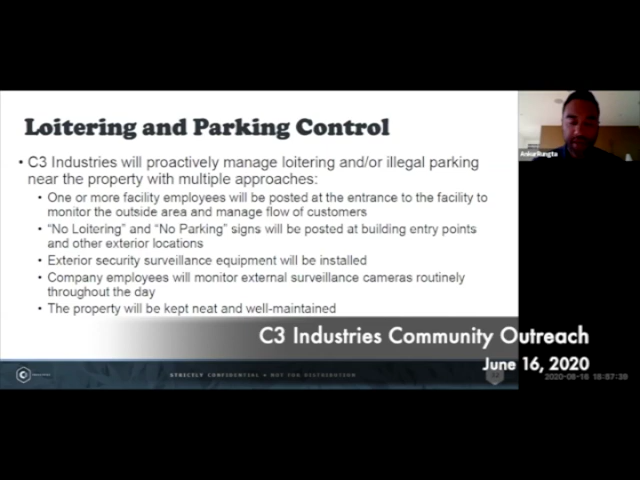 Loitering and Parking Control
• C3 Industries will proactively manage loitering and/or illegal parking
near the property with multiple approaches:
• One or more facility employees will be posted at the entrance to the facility to
monitor the outside area and manage flow of customers
• “No Loitering” and “No Parking” signs will be posted at building entry points
and other exterior locations
• Exterior security surveillance equipment will be installed
• Company employees will monitor external surveillance cameras routinely
throughout the day
• The property will be kept neat and well-maintained
Ankur Rungta
C3 Industries Community Outreach
June 16, 2020
STRICTLY CONFIDENTIAL • NOT FOR DISTRIBUTION
12
2020-06-16 18:57:39